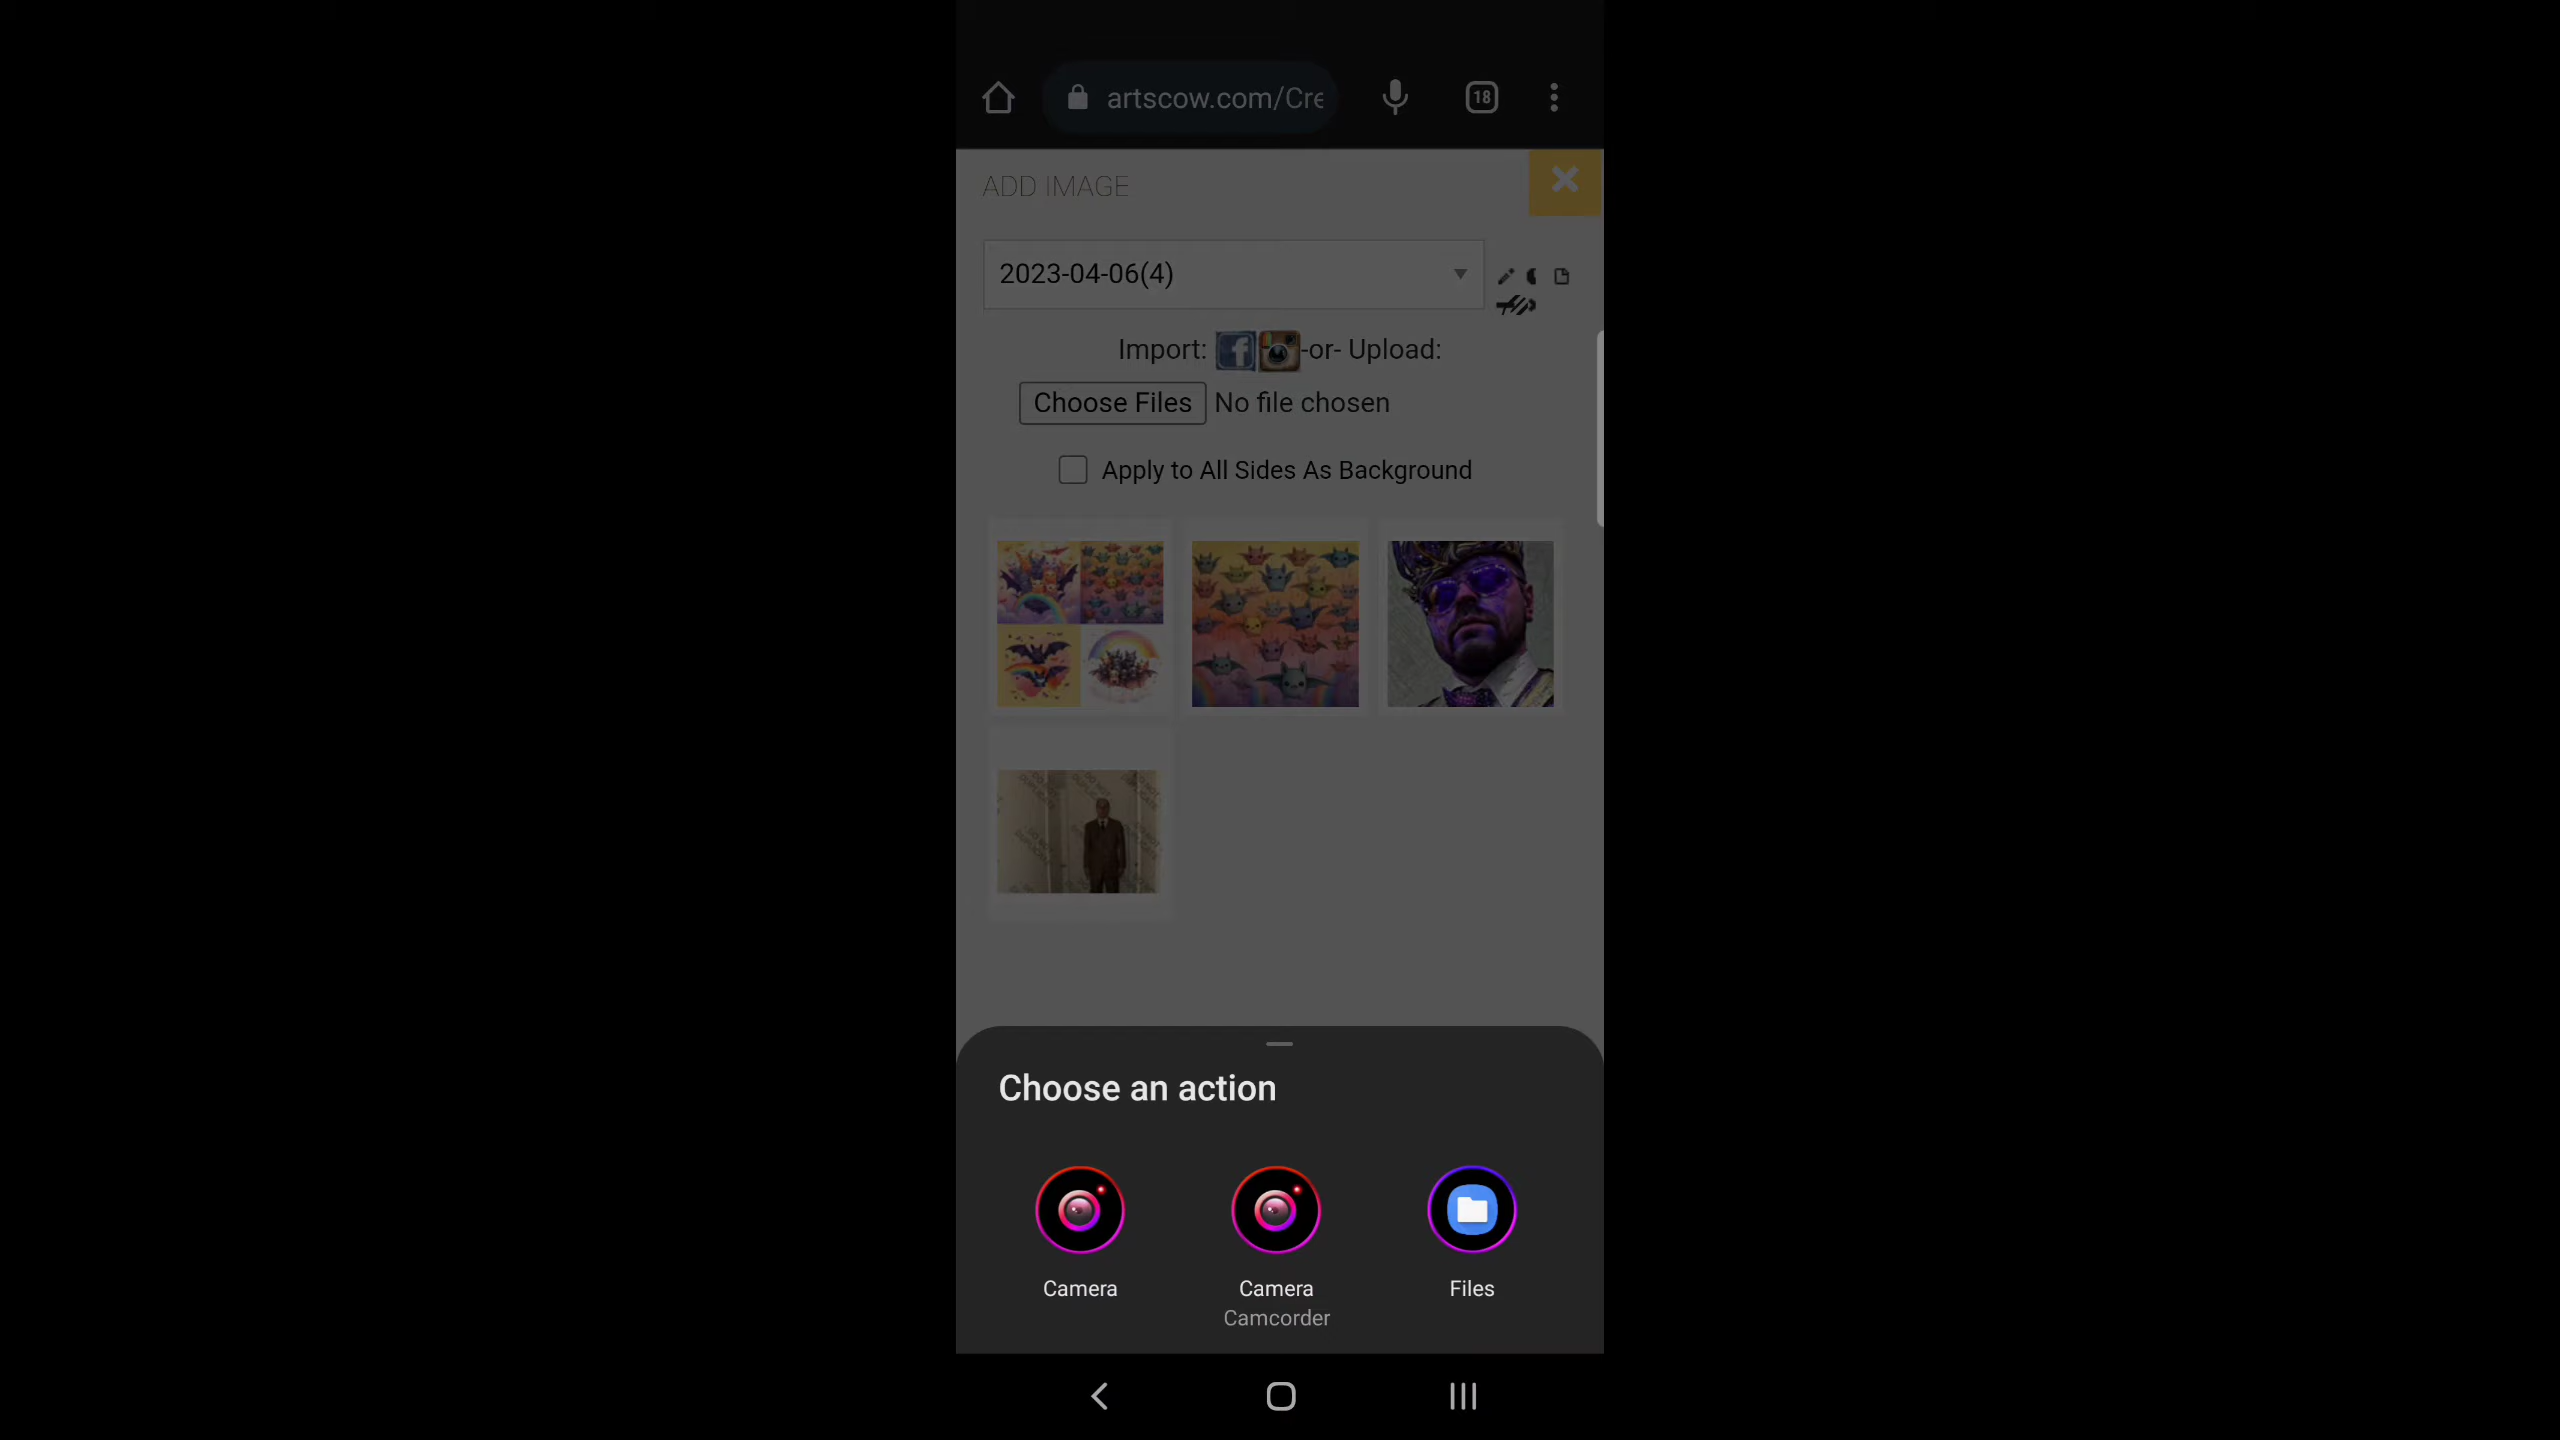 artscow.com/Cre
18
ADD IMAGE
2023-04-06(4)
Import: -or- Upload:
Choose Files No file chosen
Apply to All Sides As Background
Choose an action
Camera
Camera
Camcorder
Files